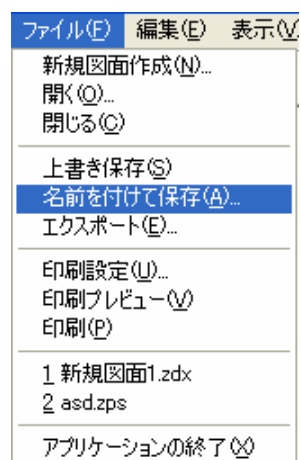 ファイル(F) 編集(E) 表示(V
新規図面作成(N)...
開く(O)...
閉じる(C)
上書き保存(S)
名前を付けて保存(A)...
エクスポート(E)...
印刷設定(U)...
印刷プレビュー(V)
印刷(P)
1 新規図面1.zdx
2 asd.zps
アプリケーションの終了(X)